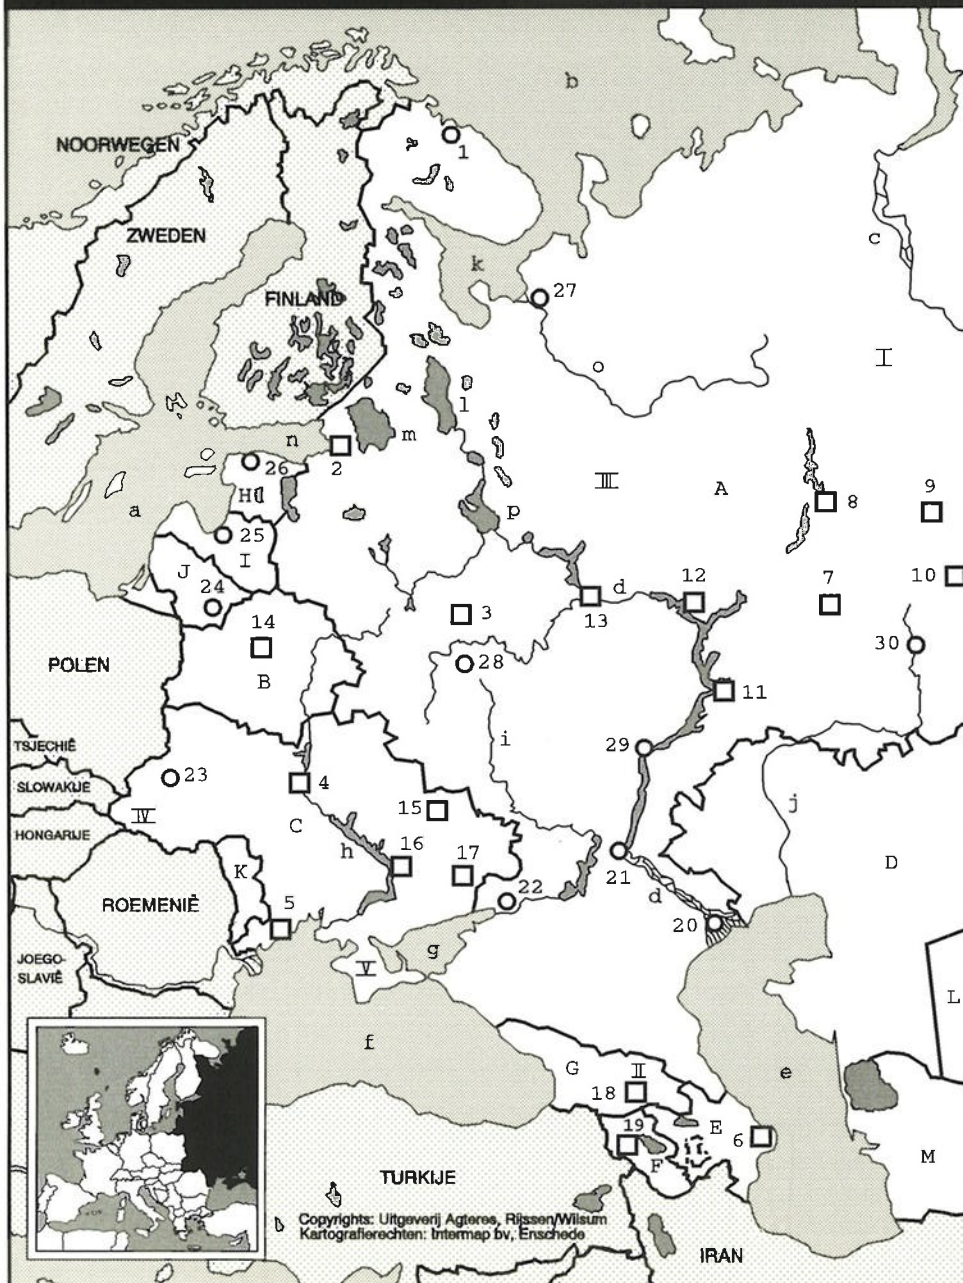 b
NOORWEGEN
1
ZWEDEN
c
k
27
FINLAND
I
o
l
n
m
26
2
H
III
A
9
a
p
8
25
I
J
24
d
12
7
10
13
14
3
30
POLEN
B
28
11
i
29
TSJECHIË
23
4
SLOWAKIJE
IV
15
j
C
HONGARIJE
h
16
17
21
D
K
22
ROEMENIË
5
d
20
g
JOEGO-
SLAVIË
V
L
f
G
II
e
18
19
E
6
F
M
TURKIJE
Copyrights: Uitgeverij Agteres, Rijssen/Wilsum
Kartografierechten: Intermap bv, Enschede
IRAN